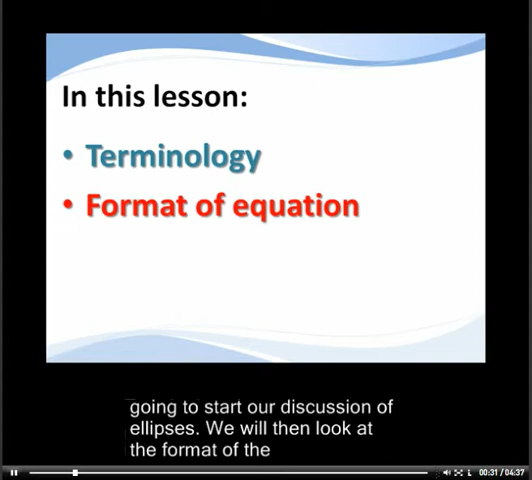 In this lesson:
• Terminology
• Format of equation
going to start our discussion of
ellipses. We will then look at
the format of the
L 00:31/04:37